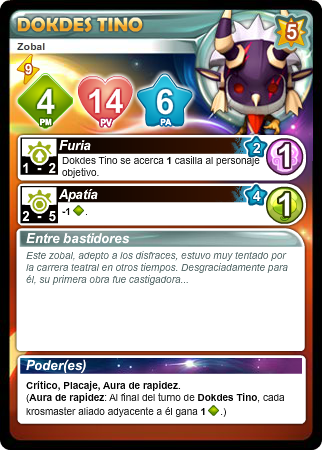 DOKDES TINO
5
Zobal
9
4
PM
14
PV
6
PA
Furia
2
Dokdes Tino se acerca 1 casilla al personaje
objetivo.
1 - 2
1
Apatía
4
-1 .
2 - 5
1
Entre bastidores
Este zobal, adepto a los disfraces, estuvo muy tentado por
la carrera teatral en otros tiempos. Desgraciadamente para
él, su primera obra fue castigadora...
Poder(es)
Crítico, Placaje, Aura de rapidez.
(Aura de rapidez: Al final del turno de Dokdes Tino, cada
krosmaster aliado adyacente a él gana 1 .)